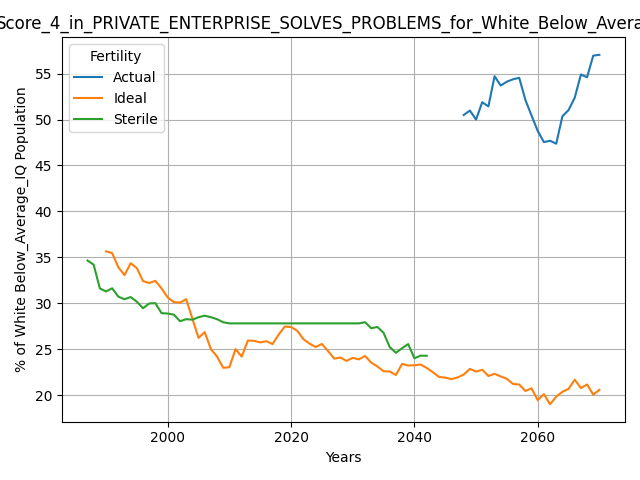 Score_4_in_PRIVATE_ENTERPRISE_SOLVES_PROBLEMS_for_White_Below_Avera
Fertility
Actual
Ideal
Sterile
% of White Below_Average_IQ Population
55
50
45
40
35
30
25
20
2000
2020
2040
2060
Years